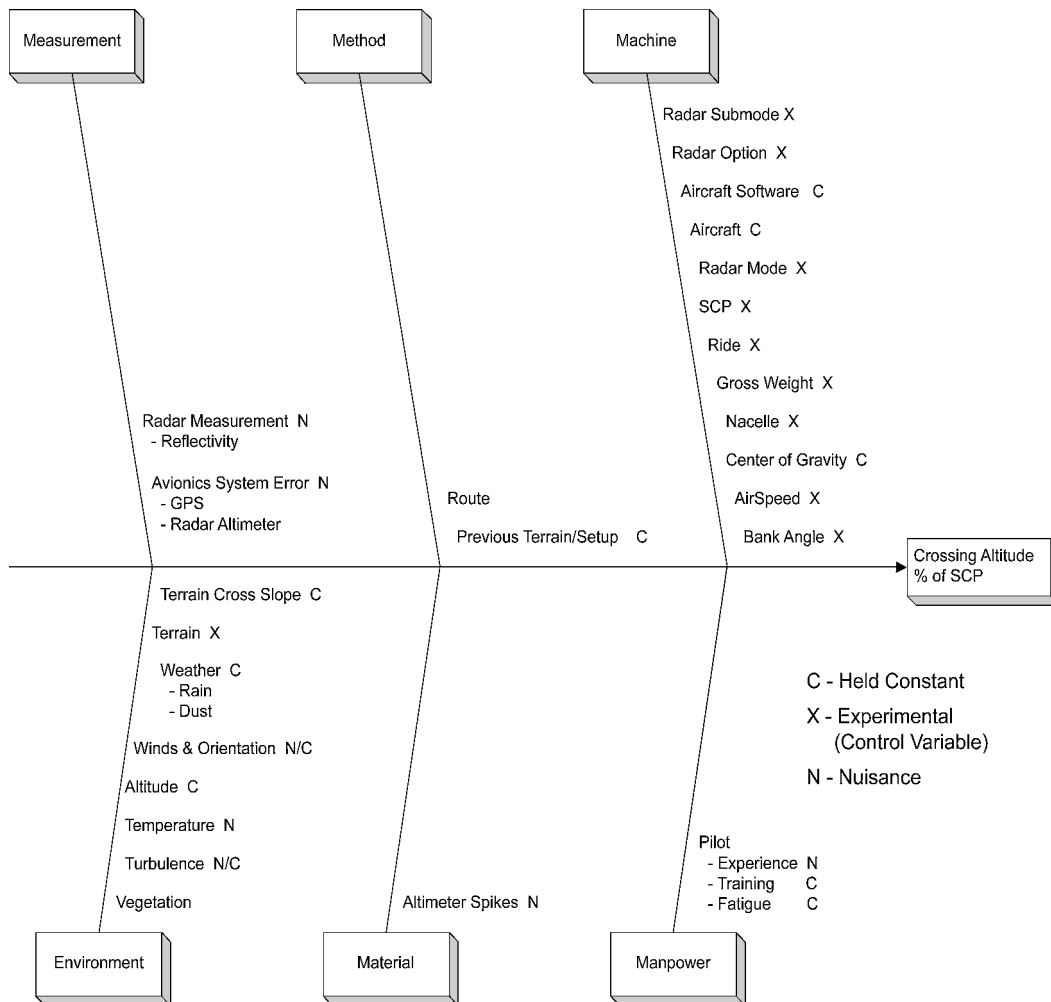 Measurement
Method
Machine
Radar Submode X
Radar Option X
Aircraft Software C
Aircraft C
Radar Mode X
SCP X
Ride X
Gross Weight X
Nacelle X
Center of Gravity C
AirSpeed X
Bank Angle X
Radar Measurement N
- Reflectivity
Avionics System Error N
- GPS
- Radar Altimeter
Route
Previous Terrain/Setup C
Crossing Altitude
% of SCP
Terrain Cross Slope C
Terrain X
Weather C
- Rain
- Dust
Winds & Orientation N/C
Altitude C
Temperature N
Turbulence N/C
Vegetation
Altimeter Spikes N
Pilot
- Experience N
- Training C
- Fatigue C
C - Held Constant
X - Experimental
(Control Variable)
N - Nuisance
Environment
Material
Manpower